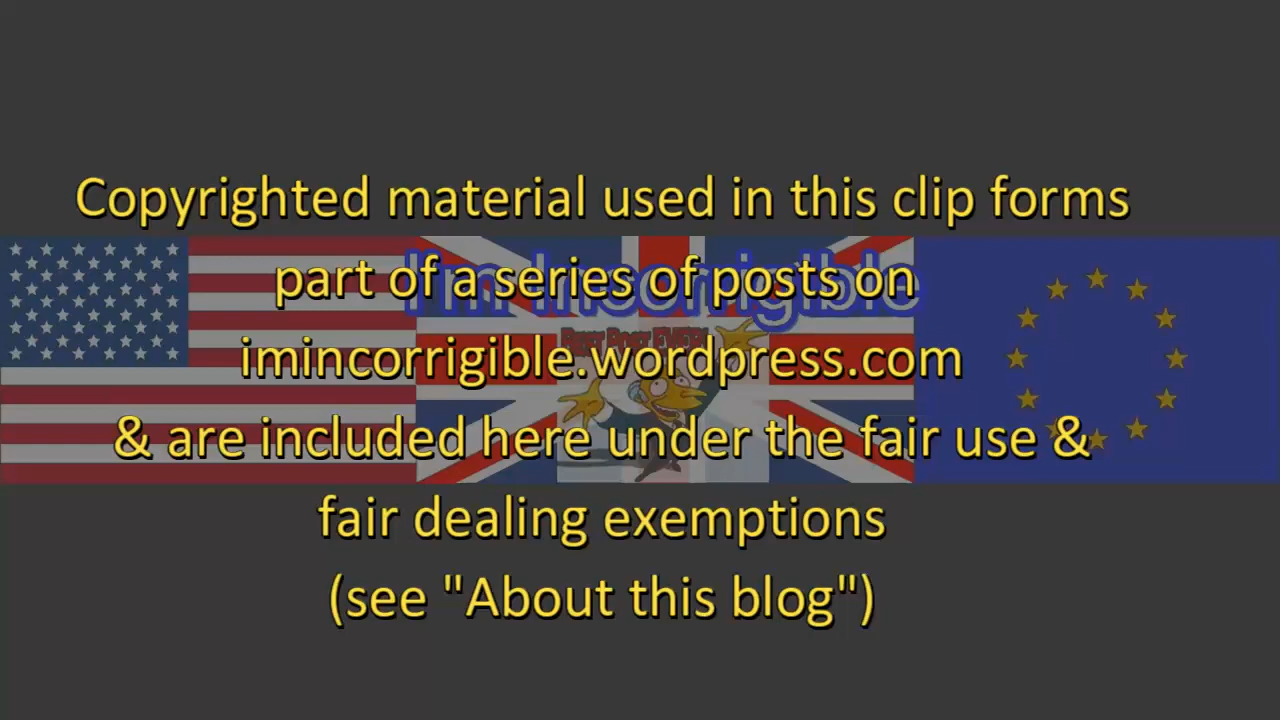 Copyrighted material used in this clip forms
I'm Incorrigible
part of a series of posts on
imincorrigible.wordpress.com
& are included here under the fair use &
fair dealing exemptions
(see "About this blog")